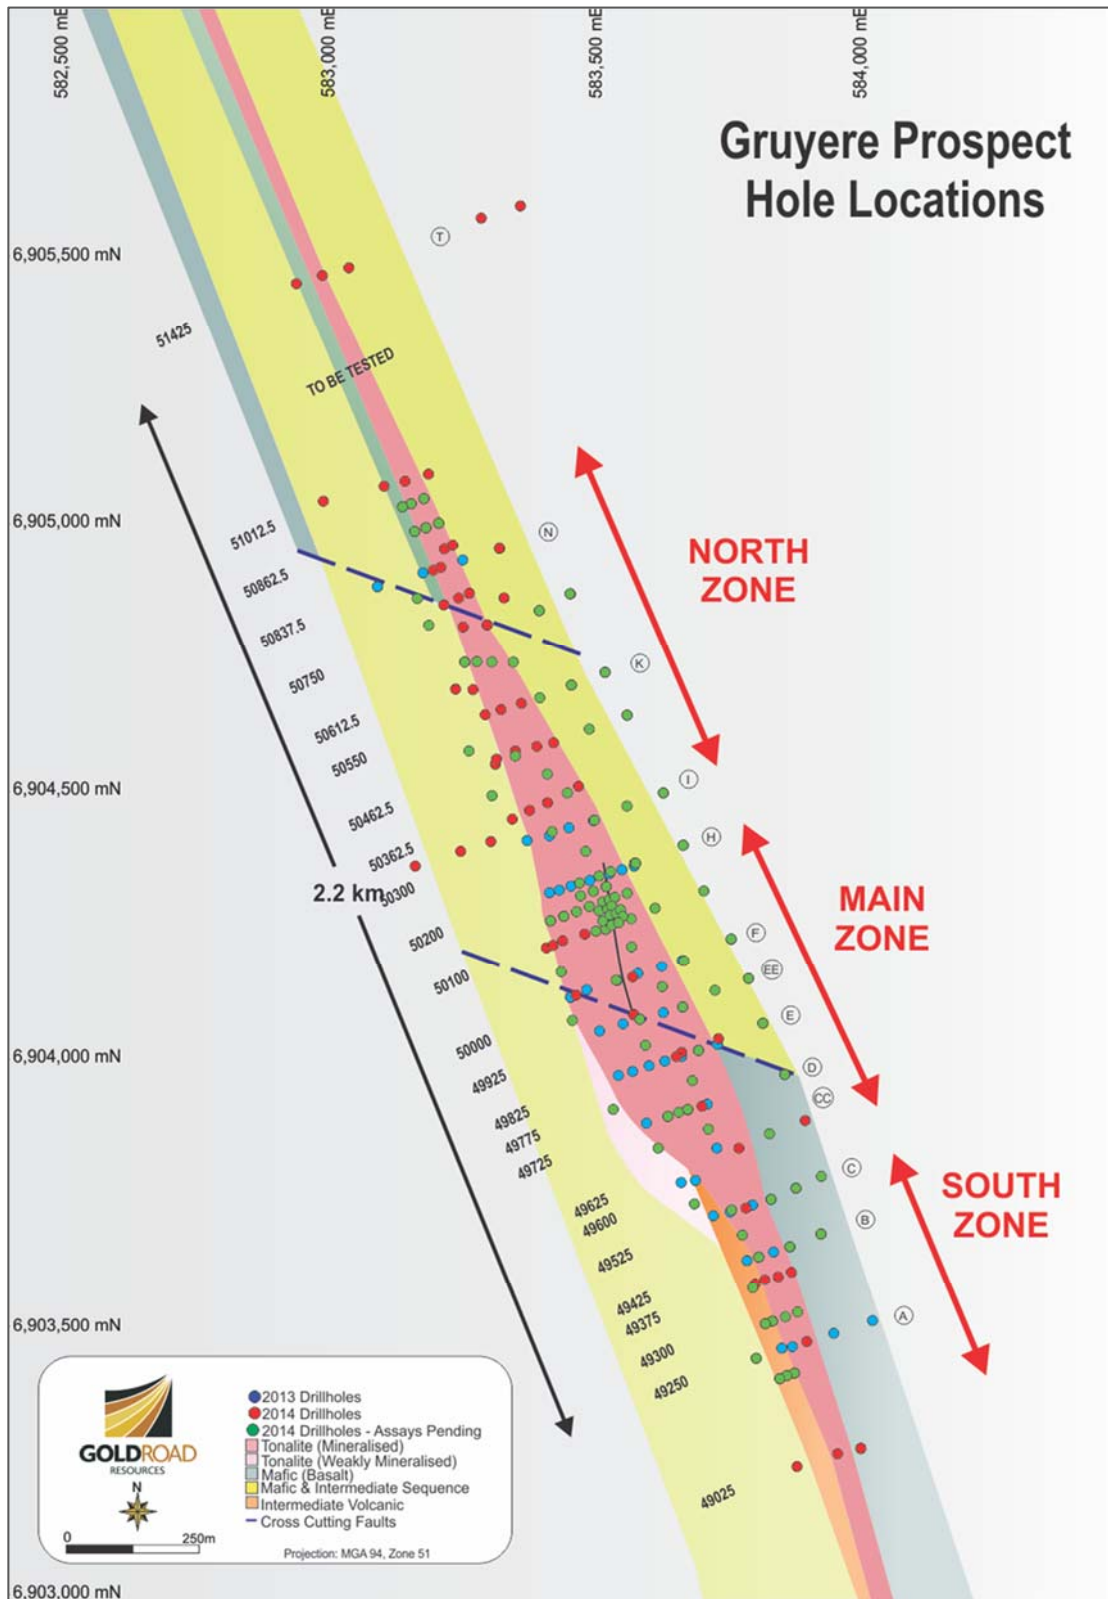 582,500 mE
583,000 mE
583,500 mE
584,000 mE
Gruyere Prospect
Hole Locations
T
6,905,500 mN
51425
TO BE TESTED
6,905,000 mN
51012.5
N
NORTH
ZONE
50862.5
50837.5
K
50750
50612.5
50550
I
6,904,500 mN
50462.5
H
50362.5
2.2 km
50300
MAIN
ZONE
50200
F
50100
EE
E
6,904,000 mN
50000
D
49925
CC
49825
49775
49725
C
SOUTH
ZONE
49625
B
49600
49525
49425
A
6,903,500 mN
49375
49300
49250
2013 Drillholes
2014 Drillholes
2014 Drillholes - Assays Pending
Tonalite (Mineralised)
Tonalite (Weakly Mineralised)
Mafic (Basalt)
Mafic & Intermediate Sequence
Intermediate Volcanic
Cross Cutting Faults
GOLDROAD
RESOURCES
N
0 250m
Projection: MGA 94, Zone 51
49025
6,903,000 mN